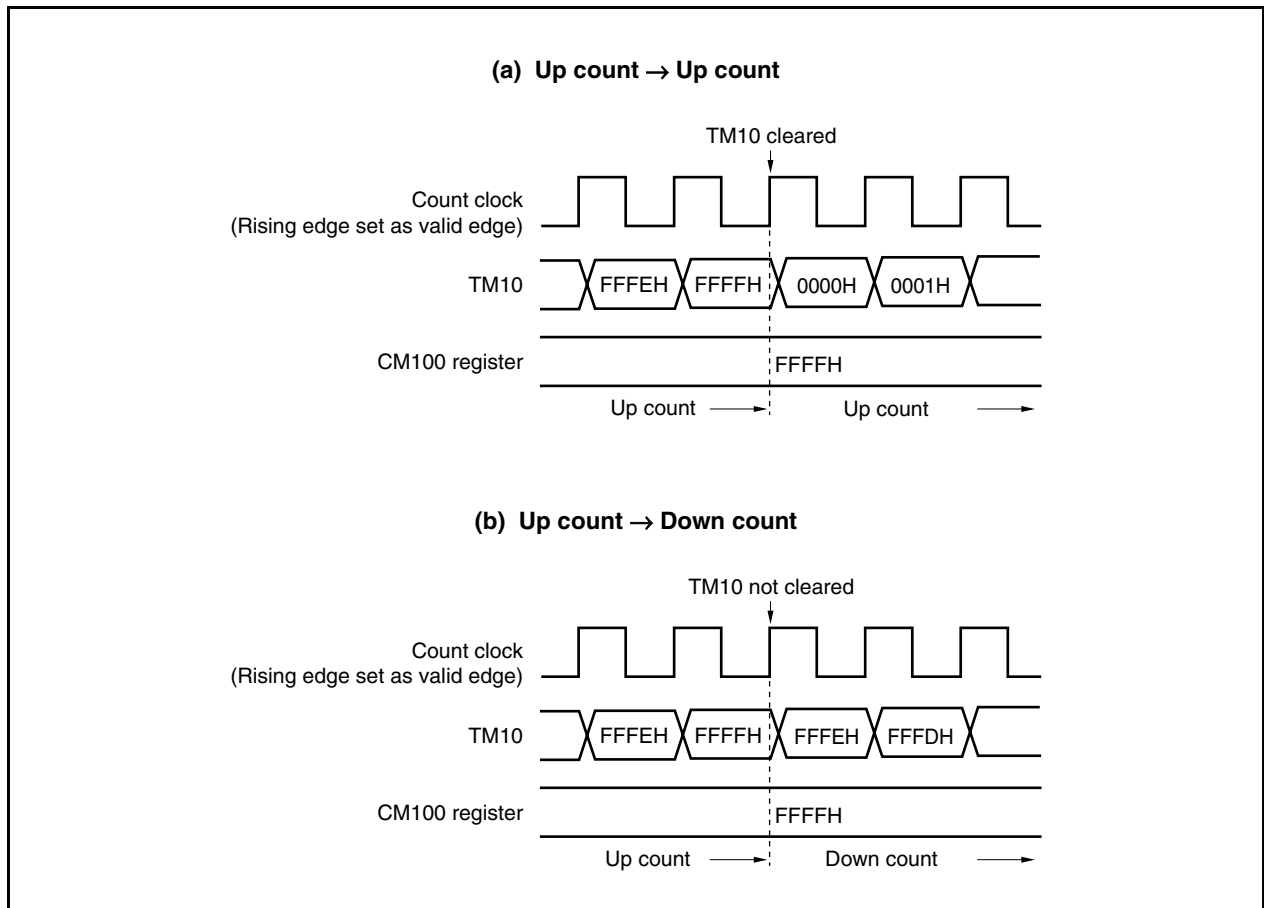 (a) Up count → Up count
TM10 cleared
Count clock
(Rising edge set as valid edge)
TM10
FFFEH FFFFH 0000H 0001H
CM100 register
FFFFH
Up count Up count
(b) Up count → Down count
TM10 not cleared
Count clock
(Rising edge set as valid edge)
TM10
FFFEH FFFFH FFFEH FFFDH
CM100 register
FFFFH
Up count Down count